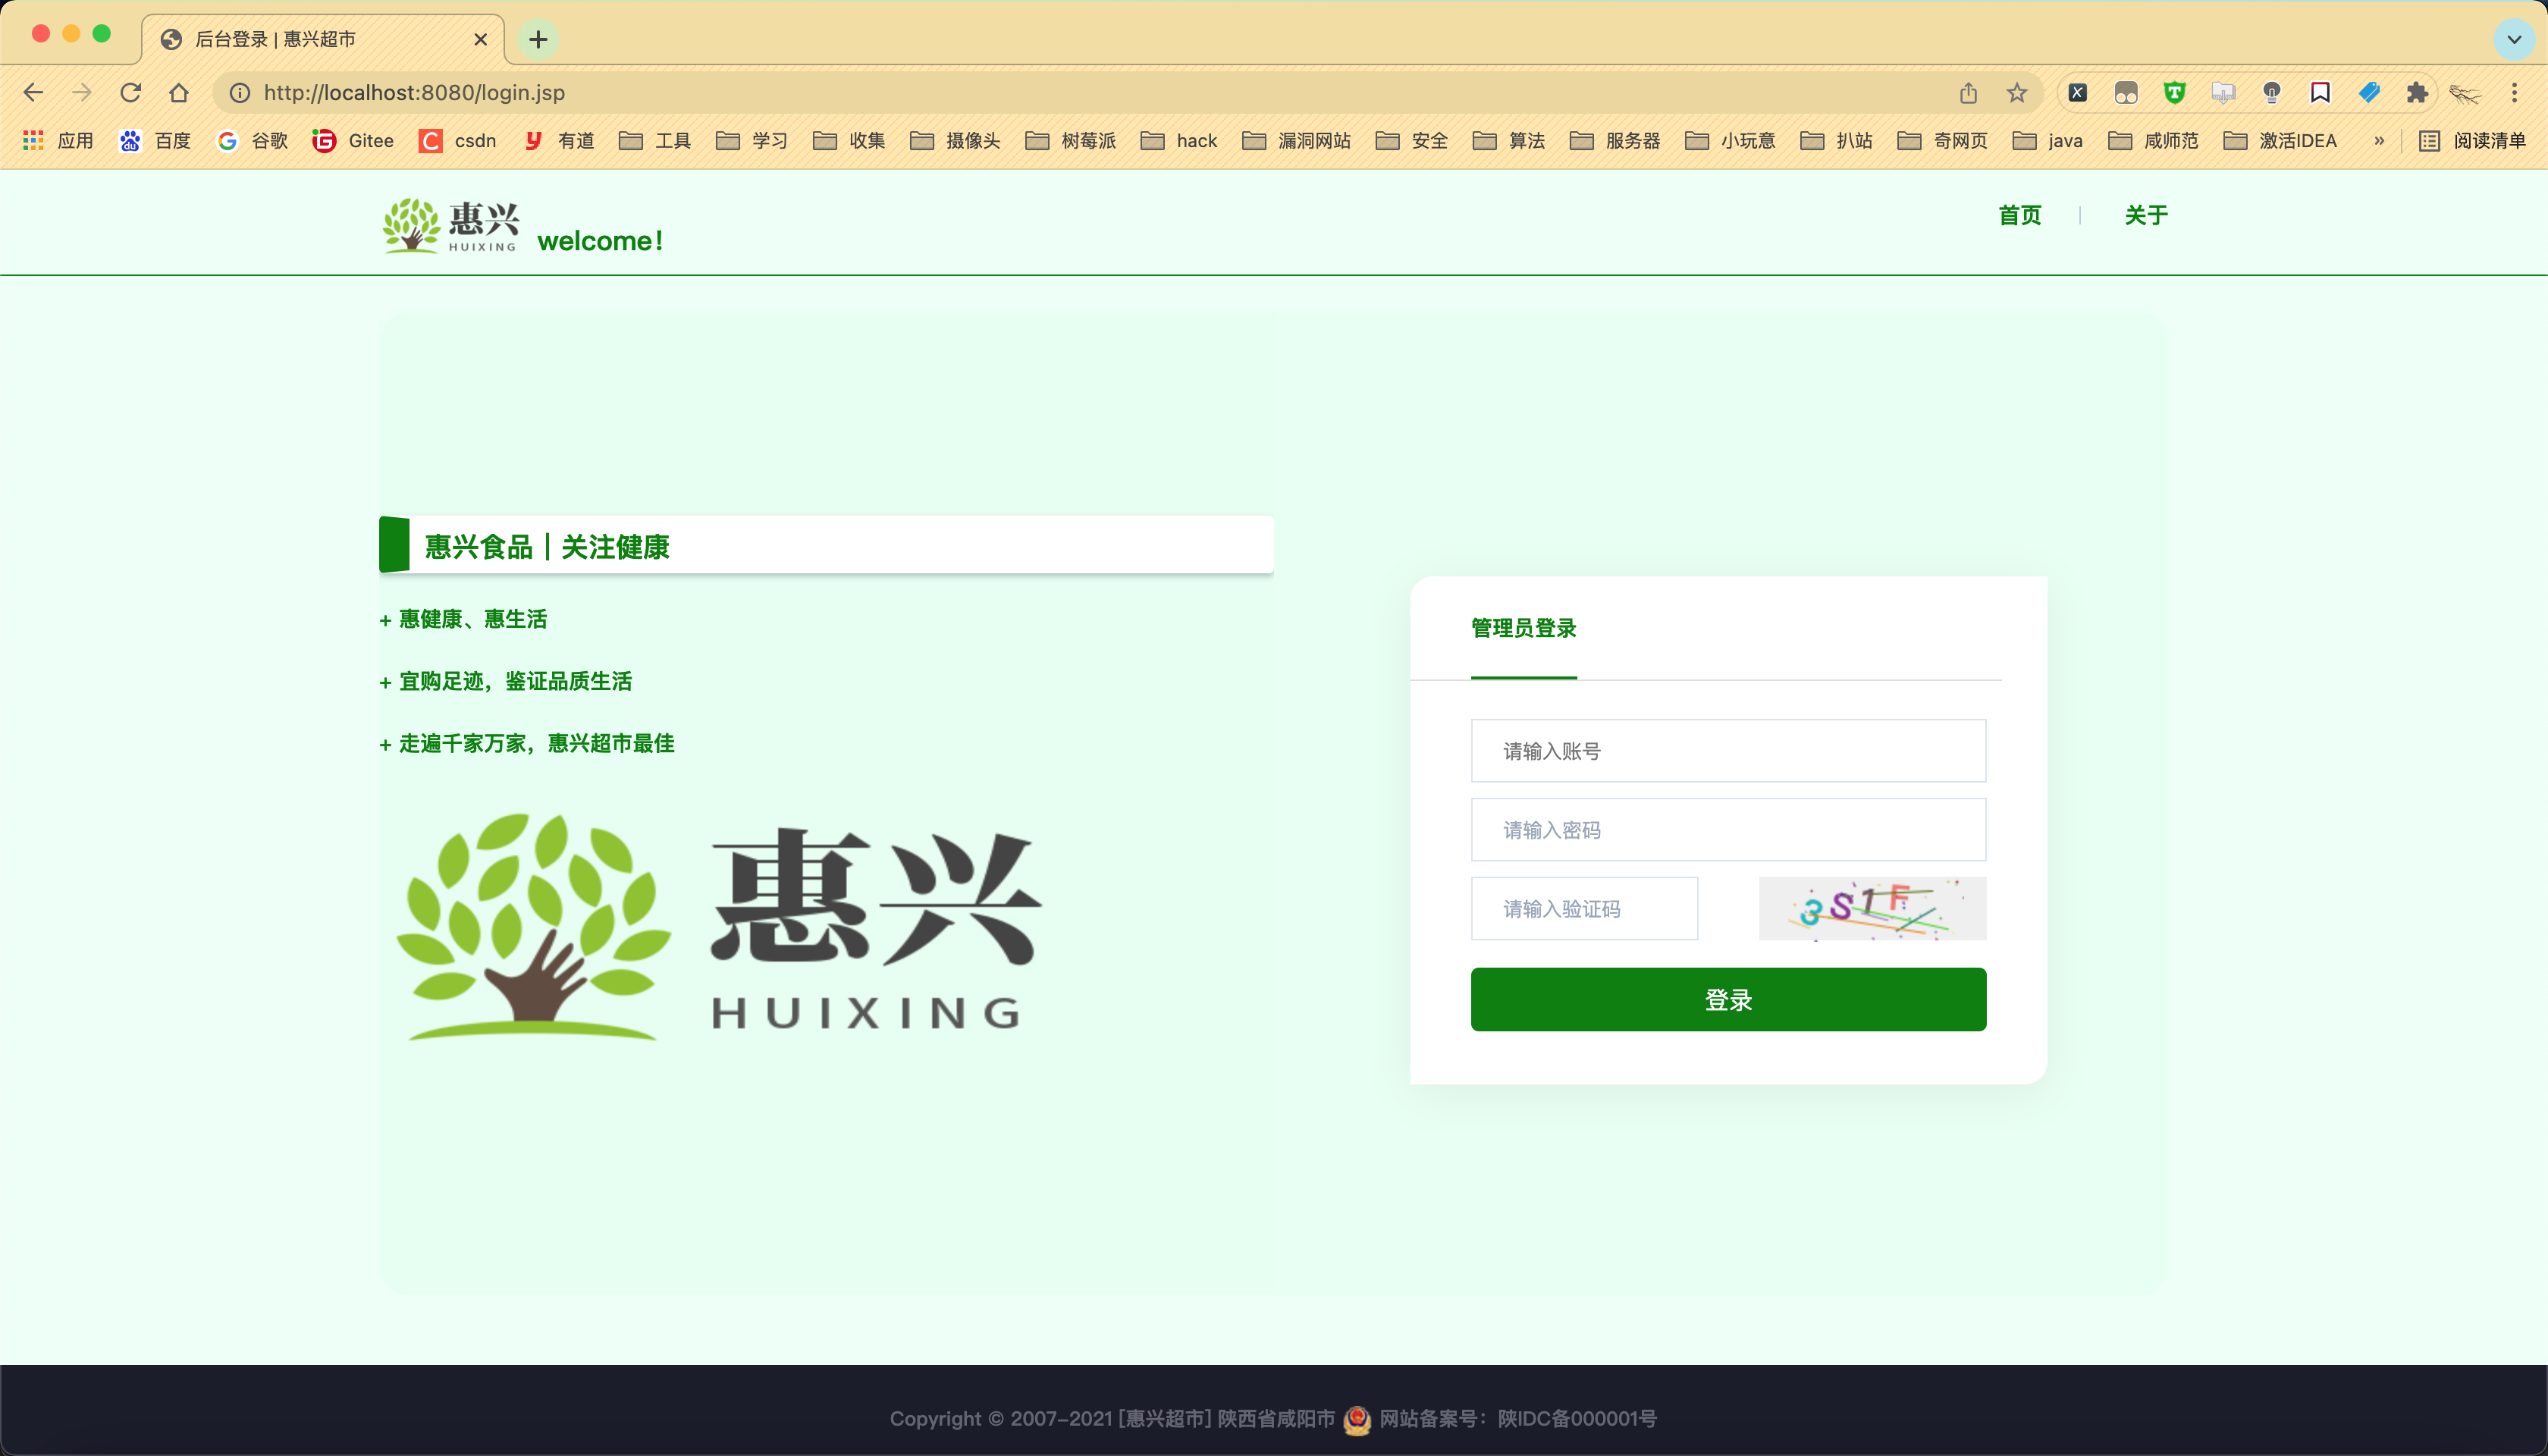 后台登录 | 惠兴超市
http://localhost:8080/login.jsp
应用 百度 谷歌 Gitee csdn 有道 工具 学习 收集 摄像头 树莓派 hack 漏洞网站 安全 算法 服务器 小玩意 扒站 奇网页 java 咸师范 激活IDEA » 阅读清单
惠兴
HUIXING
welcome！
首页 | 关于
惠兴食品｜关注健康
+ 惠健康、惠生活
+ 宜购足迹，鉴证品质生活
+ 走遍千家万家，惠兴超市最佳
惠兴
HUIXING
管理员登录
请输入账号
请输入密码
请输入验证码
3S1F
登录
Copyright © 2007-2021 [惠兴超市] 陕西省咸阳市 网站备案号：陕IDC备000001号